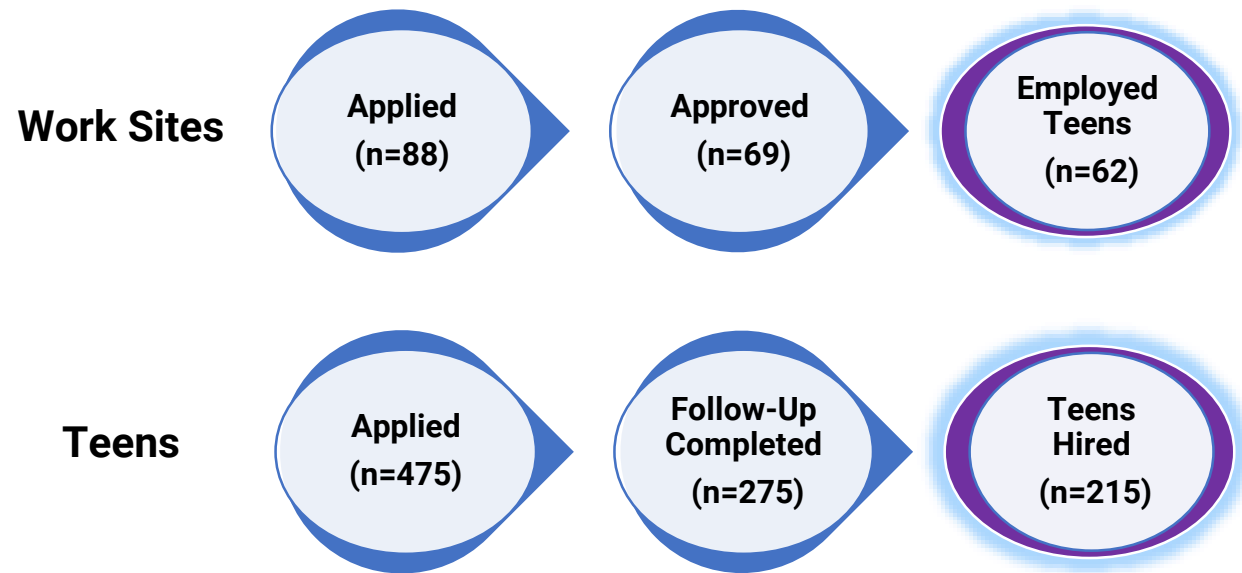 Work Sites
Applied
(n=88)
Approved
(n=69)
Employed
Teens
(n=62)
Teens
Applied
(n=475)
Follow-Up
Completed
(n=275)
Teens
Hired
(n=215)